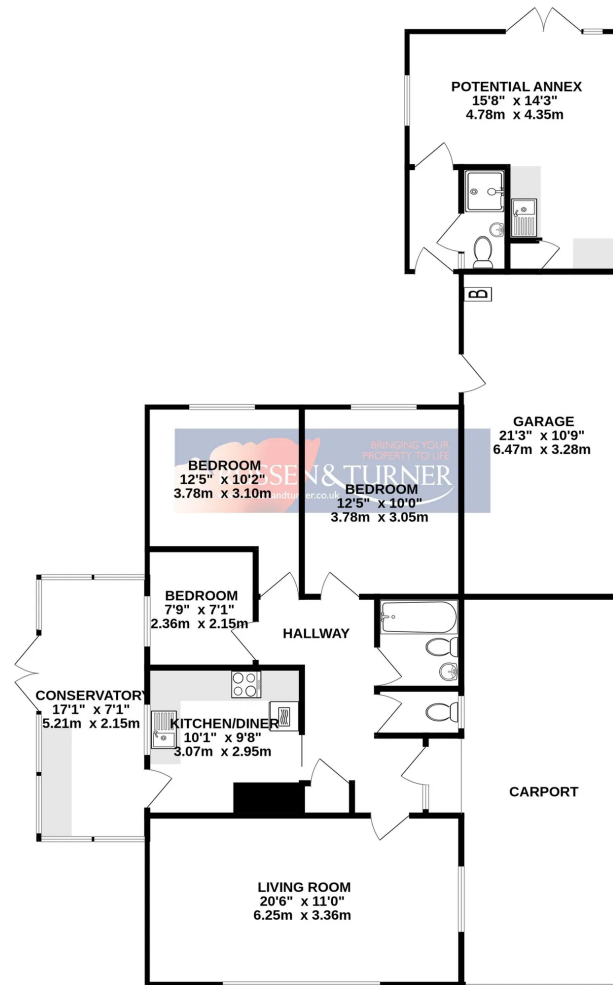 POTENTIAL ANNEX
15'8" x 14'3"
4.78m x 4.35m
B
GARAGE
21'3" x 10'9"
6.47m x 3.28m
BRINGING YOUR
PROPERTY TO LIFE
SSEN & TURNER
andturner.co.uk
BEDROOM
12'5" x 10'2"
3.78m x 3.10m
BEDROOM
12'5" x 10'0"
3.78m x 3.05m
BEDROOM
7'9" x 7'1"
2.36m x 2.15m
HALLWAY
CONSERVATORY
17'1" x 7'1"
5.21m x 2.15m
KITCHEN/DINER
10'1" x 9'8"
3.07m x 2.95m
CARPORT
LIVING ROOM
20'6" x 11'0"
6.25m x 3.36m